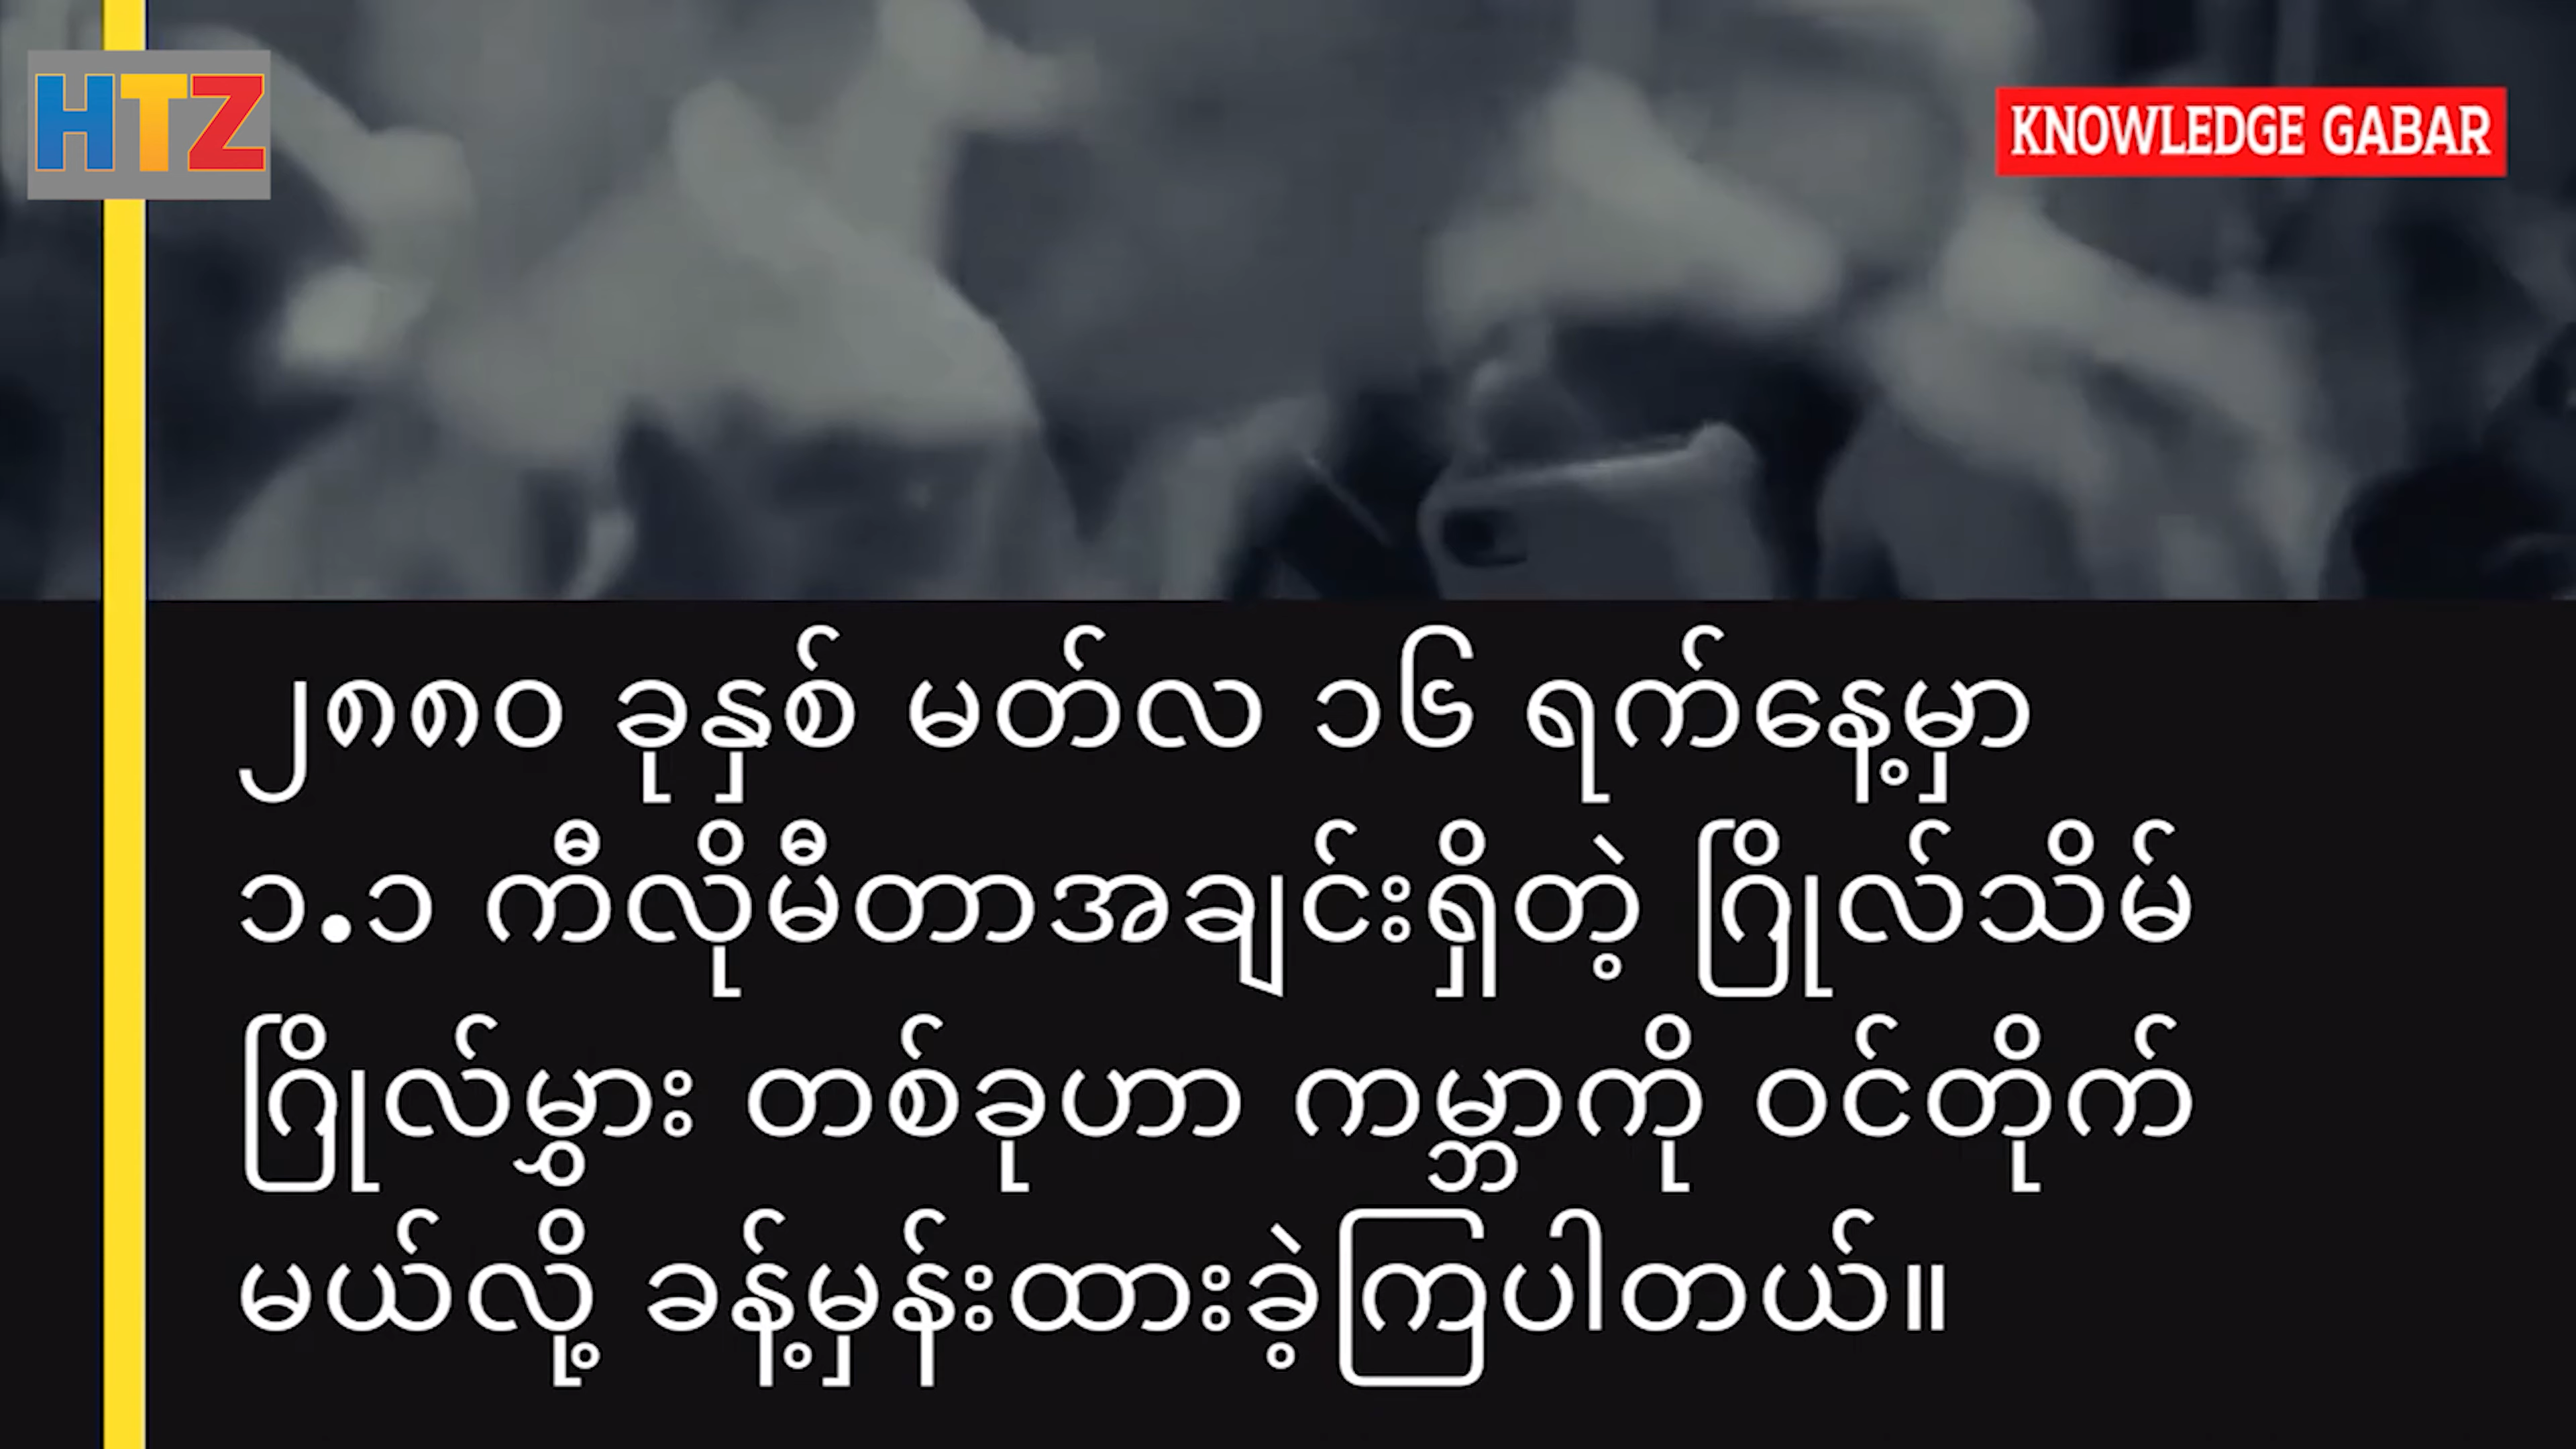 HTZ
KNOWLEDGE GABAR
၂၈၈၀ ခုနှစ် မတ်လ ၁၆ ရက်နေ့မှာ
၁.၁ ကီလိုမီတာအချင်းရှိတဲ့ ဂြိုလ်သိမ်
ဂြိုလ်မွှား တစ်ခုဟာ ကမ္ဘာကို ဝင်တိုက်
မယ်လို့ ခန့်မှန်းထားခဲ့ကြပါတယ်။